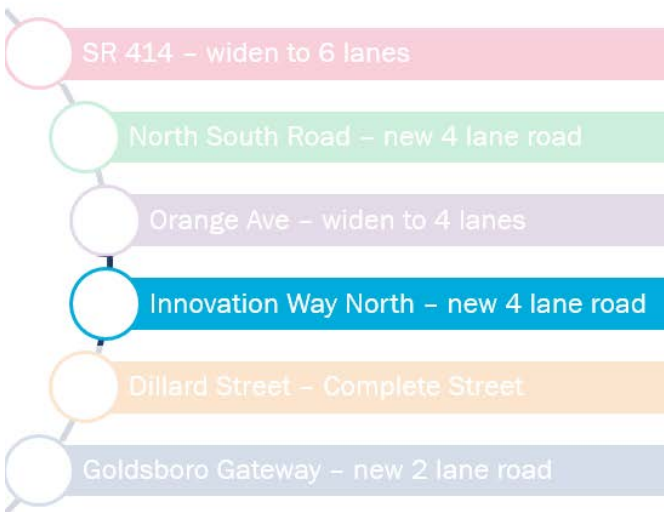 SR 414 – widen to 6 lanes
North South Road – new 4 lane road
Orange Ave – widen to 4 lanes
Innovation Way North – new 4 lane road
Dillard Street – Complete Street
Goldsboro Gateway – new 2 lane road